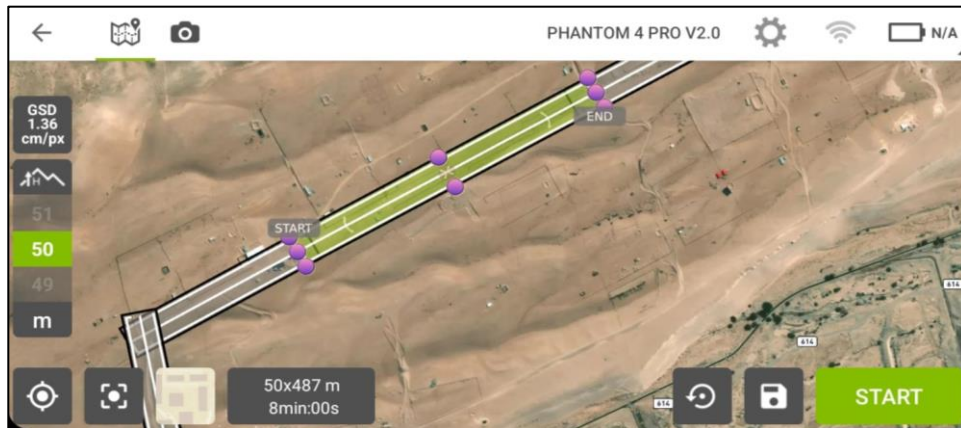 PHANTOM 4 PRO V2.0
N/A
GSD
1.36
cm/px
H
51
50
49
m
END
START
614
614
614
50x487 m
8min:00s
START